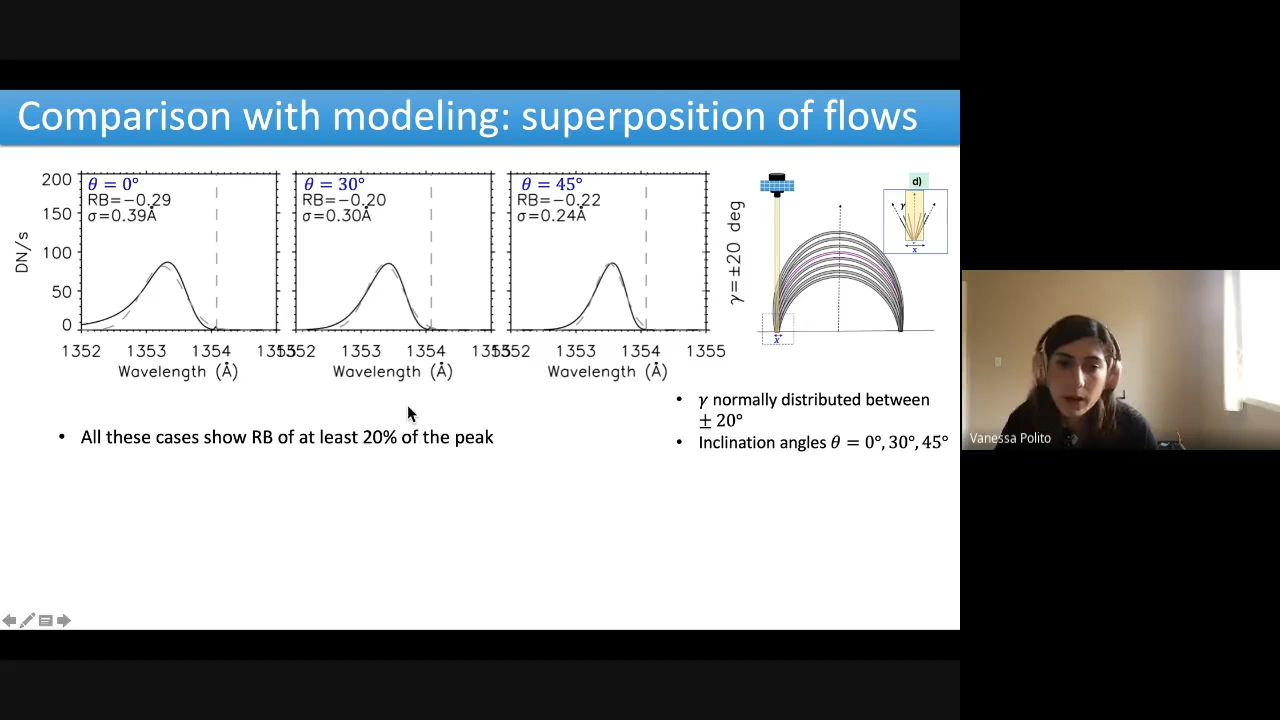 Comparison with modeling: superposition of flows
θ = 0°
RB=−0.29
σ=0.39Å
θ = 30°
RB=−0.20
σ=0.30Å
θ = 45°
RB=−0.22
σ=0.24Å
200
150
100
50
0
DN/s
1352 1353 1354
1353 1354
1352 1353 1354 1355
Wavelength (Å)
Wavelength (Å)
Wavelength (Å)
γ=±20 deg
d)
γ
x
x
• γ normally distributed between
± 20°
• Inclination angles θ = 0°, 30°, 45°
• All these cases show RB of at least 20% of the peak
Vanessa Polito